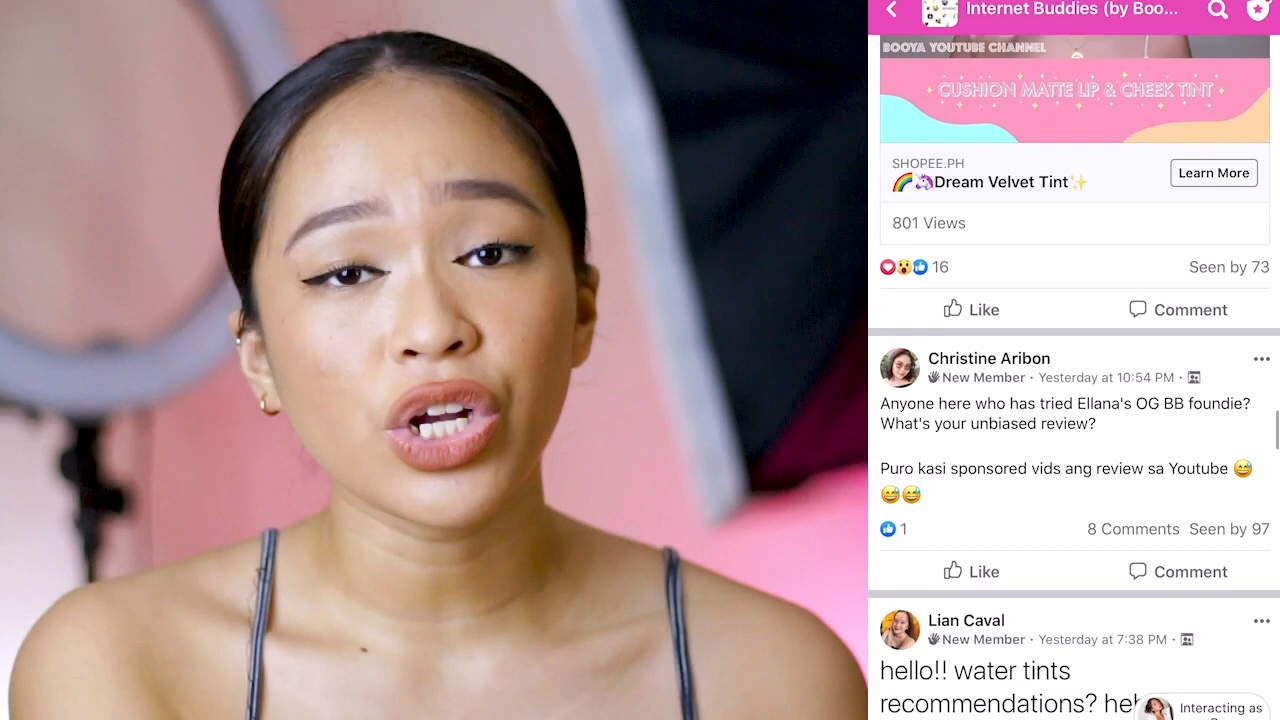 Internet Buddies (by Boo...
BOOYA YOUTUBE CHANNEL
CUSHION MATTE LIP & CHEEK TINT
SHOPEE.PH
🌈🦄Dream Velvet Tint✨
Learn More
801 Views
16
Seen by 73
Like
Comment
Christine Aribon
👋New Member · Yesterday at 10:54 PM ·
Anyone here who has tried Ellana's OG BB foundie?
What's your unbiased review?
Puro kasi sponsored vids ang review sa Youtube 😅
😅😅
1
8 Comments Seen by 97
Like
Comment
Lian Caval
👋New Member · Yesterday at 7:38 PM ·
hello!! water tints
recommendations?
Interacting as